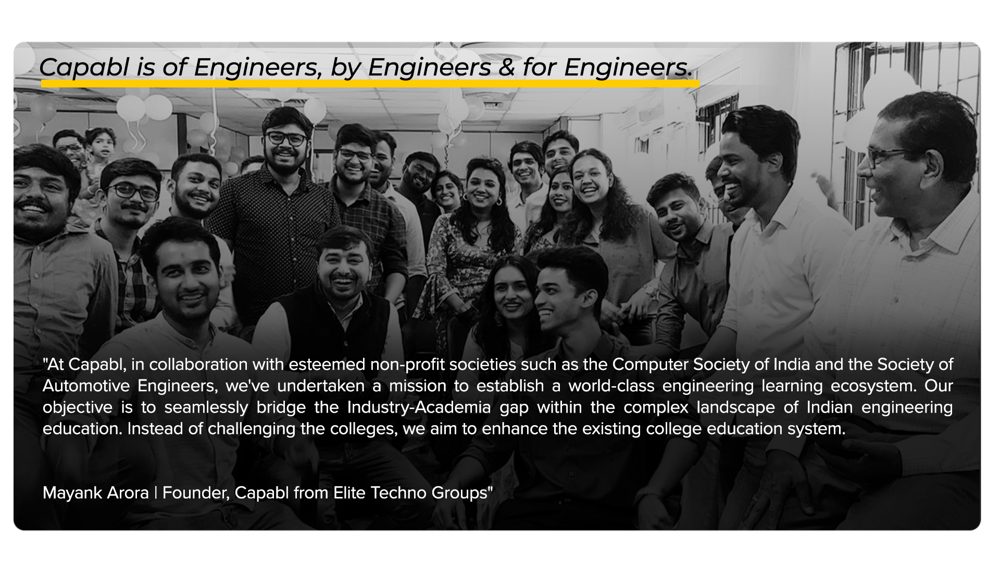 Capabl is of Engineers, by Engineers & for Engineers.
"At Capabl, in collaboration with esteemed non-profit societies such as the Computer Society of India and the Society of
Automotive Engineers, we've undertaken a mission to establish a world-class engineering learning ecosystem. Our
objective is to seamlessly bridge the Industry-Academia gap within the complex landscape of Indian engineering
education. Instead of challenging the colleges, we aim to enhance the existing college education system.
Mayank Arora | Founder, Capabl from Elite Techno Groups"